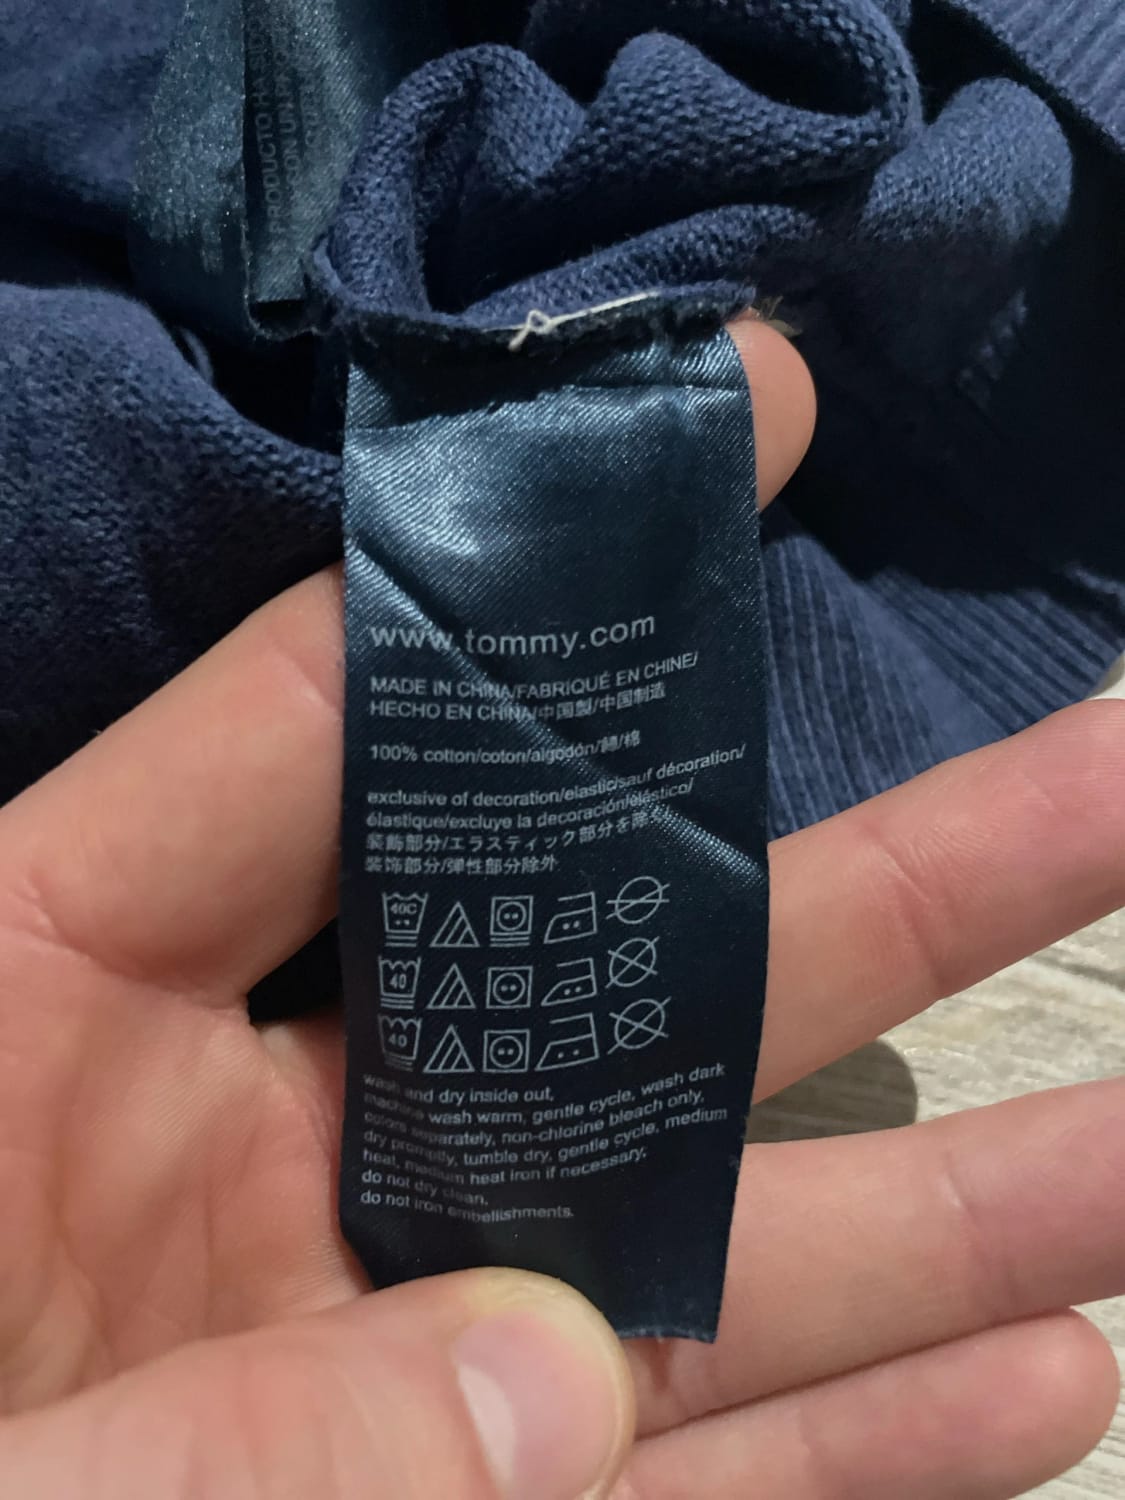 PRODUCTO HA
CON UN
www.tommy.com
MADE IN CHINA/FABRIQUÉ EN CHINE/
HECHO EN CHINA/中国製/中国制造
100% cotton/coton/algodón/綿/棉
exclusive of decoration/elastic/sauf décoration/
élastique/excluye la decoración/elástico/
装飾部分/エラスティック部分を除く/
装饰部分/弹性部分除外
40C
40
40
wash and dry inside out,
machine wash warm, gentle cycle, wash dark
colors separately, non-chlorine bleach only,
dry promptly, tumble dry, gentle cycle, medium
heat, medium heat iron if necessary,
do not dry clean,
do not iron embellishments.